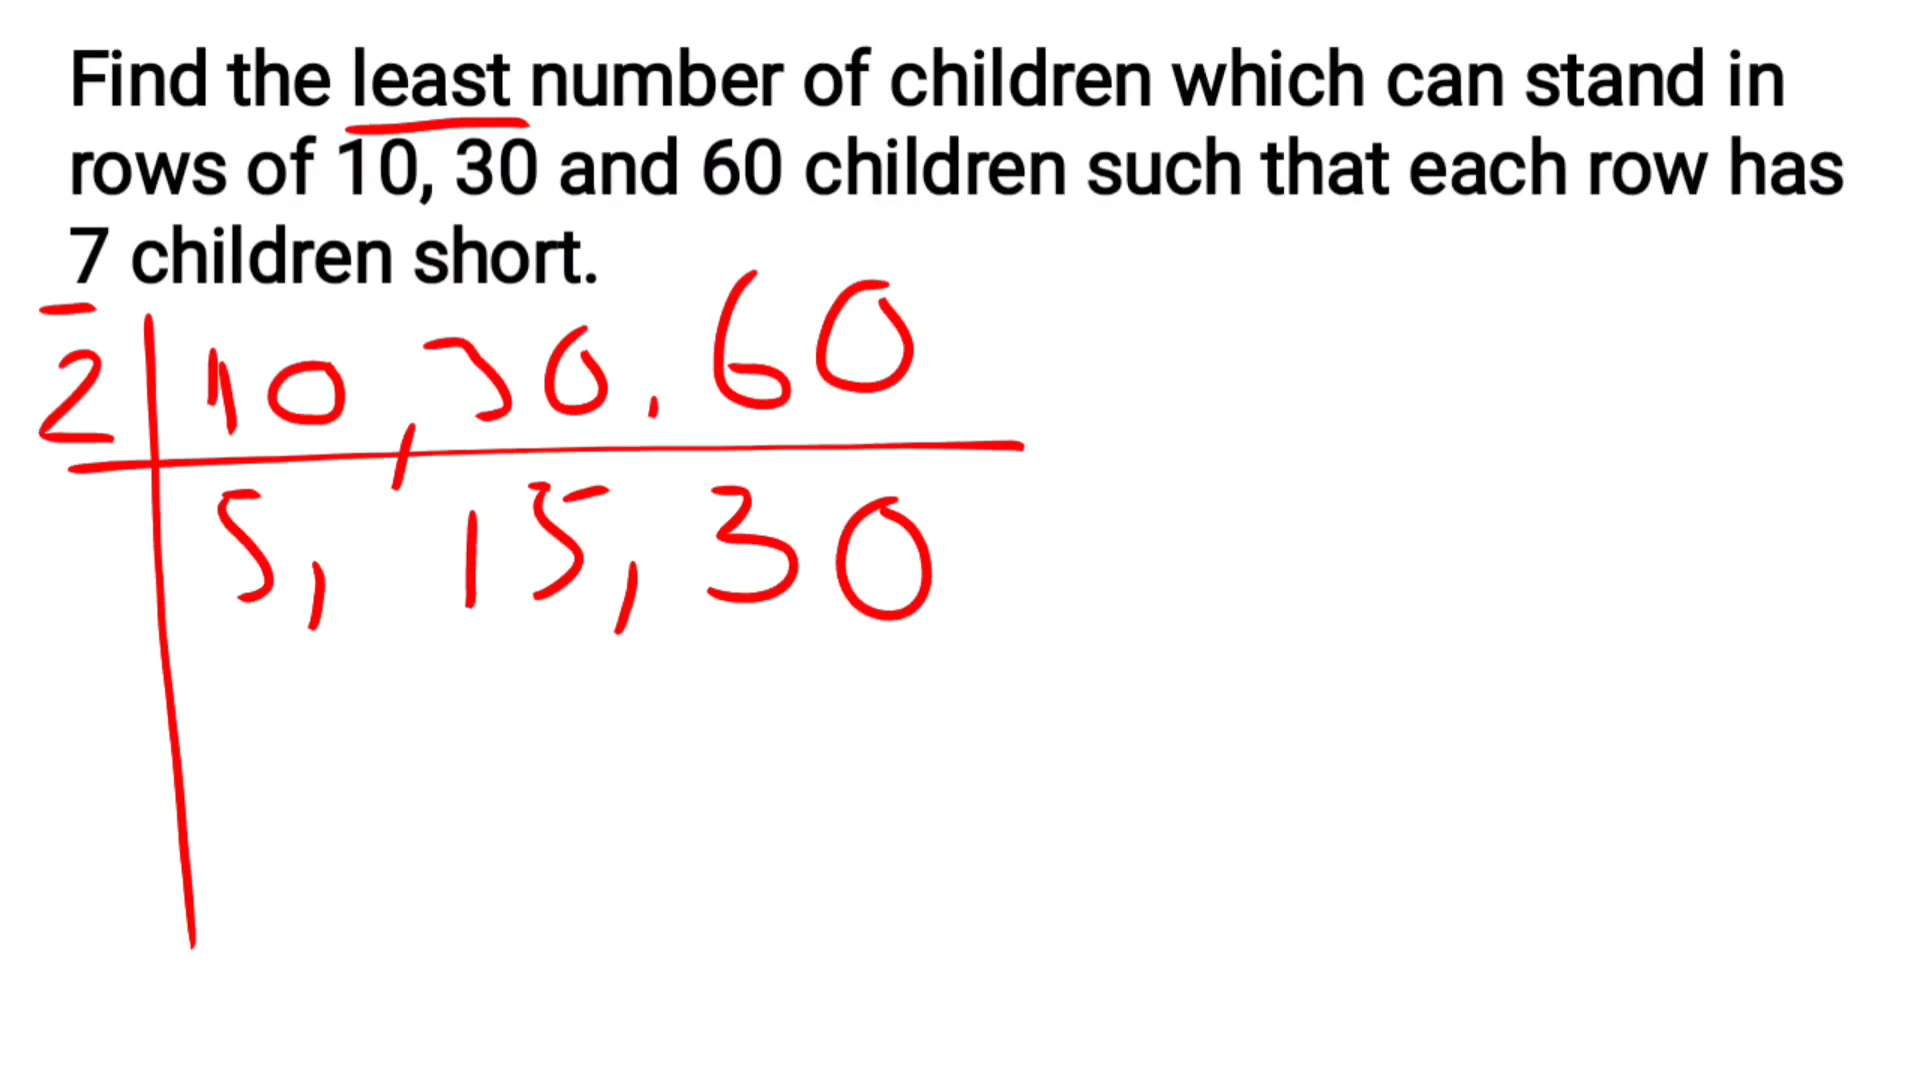 Find the least number of children which can stand in
rows of 10, 30 and 60 children such that each row has
7 children short.
2 10, 30. 60
5, 15, 30